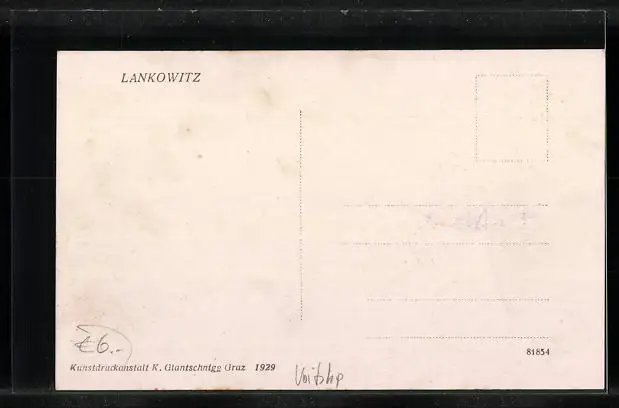 LANKOWITZ
€6.-
81854
Kunstdruckanstalt K. Glantschnigg Graz 1929